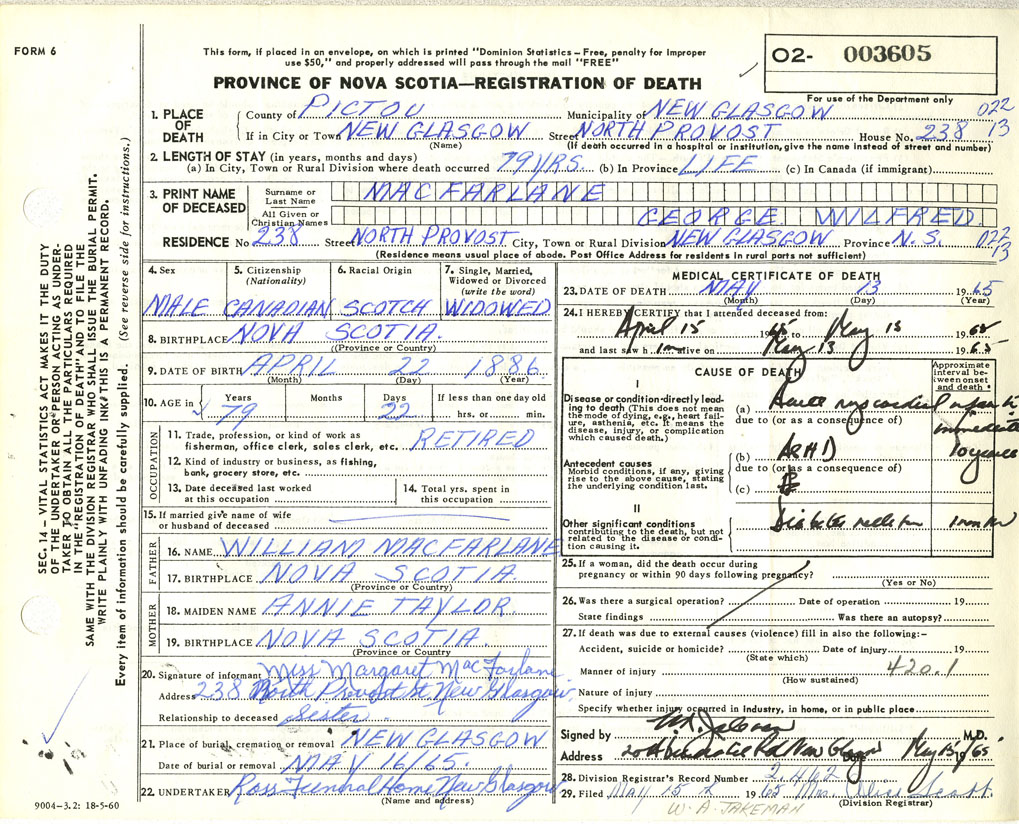 FORM 6
This form, if placed in an envelope, on which is printed "Dominion Statistics – Free, penalty for improper
use $50," and properly addressed will pass through the mail "FREE"
PROVINCE OF NOVA SCOTIA—REGISTRATION OF DEATH
02- 003605
For use of the Department only
SEC. 14 – VITAL STATISTICS ACT MAKES IT THE DUTY
OF THE UNDERTAKER OR PERSON ACTING AS UNDER-
TAKER TO OBTAIN ALL THE PARTICULARS REQUIRED
IN THE "REGISTRATION OF DEATH" AND TO FILE THE
SAME WITH THE DIVISION REGISTRAR WHO SHALL ISSUE THE BURIAL PERMIT.
WRITE PLAINLY WITH UNFADING INK. THIS IS A PERMANENT RECORD.
Every item of information should be carefully supplied. (See reverse side for instructions.)
1. PLACE OF DEATH
County of PICTOU Municipality of NEW GLASGOW 022
If in City or Town NEW GLASGOW Street NORTH PROVOST House No. 238 13
(Name) (If death occurred in a hospital or institution, give the name instead of street and number)
2. LENGTH OF STAY (in years, months and days)
(a) In City, Town or Rural Division where death occurred 79 YRS. (b) In Province LIFE (c) In Canada (if immigrant)
3. PRINT NAME OF DECEASED
Surname or Last Name MACFARLANE
All Given or Christian Names GEORGE WILFRED
RESIDENCE No 238 Street NORTH PROVOST City, Town or Rural Division NEW GLASGOW Province N.S. 022 13
(Residence means usual place of abode. Post Office Address for residents in rural parts not sufficient)
4. Sex 5. Citizenship (Nationality) 6. Racial Origin 7. Single, Married, Widowed or Divorced (write the word)
MALE CANADIAN SCOTCH WIDOWED
8. BIRTHPLACE NOVA SCOTIA
(Province or Country)
9. DATE OF BIRTH APRIL 22 1886
(Month) (Day) (Year)
10. AGE in Years Months Days If less than one day old
79 22 hrs. or min.
OCCUPATION
11. Trade, profession, or kind of work as
fisherman, office clerk, sales clerk, etc. RETIRED
12. Kind of industry or business, as fishing,
bank, grocery store, etc.
13. Date deceased last worked
at this occupation
14. Total yrs. spent in
this occupation
15. If married give name of wife
or husband of deceased
FATHER
16. NAME WILLIAM MACFARLANE
17. BIRTHPLACE NOVA SCOTIA
(Province or Country)
MOTHER
18. MAIDEN NAME ANNIE TAYLOR
19. BIRTHPLACE NOVA SCOTIA
(Province or Country
20. Signature of informant Miss Margaret MacFarlane
Address 238 North Provost St New Glasgow
Relationship to deceased Sister
21. Place of burial, cremation or removal NEW GLASGOW
Date of burial or removal MAY 16/65.
22. UNDERTAKER Ross Funeral Home New Glasgow
(Name and address)
9004-3.2: 18-5-60
MEDICAL CERTIFICATE OF DEATH
23. DATE OF DEATH MAY 13 1965
(Month) (Day) (Year)
24. I HEREBY CERTIFY that I attended deceased from:
April 15 1965 to May 13 1965
and last saw him alive on May 13 1965
CAUSE OF DEATH
Approximate interval between onset and death
I
Disease or condition-directly lead-
ing to death (This does not mean
the mode of dying, e.g., heart fail-
ure, asthenia, etc. It means the
disease, injury, or complication
which caused death.)
(a) Acute myocardial infarction immediate
due to (or as a consequence of)
Antecedent causes
Morbid conditions, if any, giving
rise to the above cause, stating
the underlying condition last.
(b) ASHD 10 years
due to (or as a consequence of)
(c)
II
Other significant conditions
contributing to the death, but not
related to the disease or condi-
tion causing it.
Diabetes mellitus 1 month
25. If a woman, did the death occur during
pregnancy or within 90 days following pregnancy?
(Yes or No)
26. Was there a surgical operation? Date of operation 19
State findings Was there an autopsy?
27. If death was due to external causes (violence) fill in also the following:–
Accident, suicide or homicide? Date of injury 19
(State which)
Manner of injury 420.1
(How sustained)
Nature of injury
Specify whether injury occurred in Industry, in home, or in public place
Signed by M.D.
Address New Glasgow Date May 15 1965
28. Division Registrar's Record Number 2462
29. Filed MAY 15 1965
(Division Registrar)
W. A. JAKEMAN